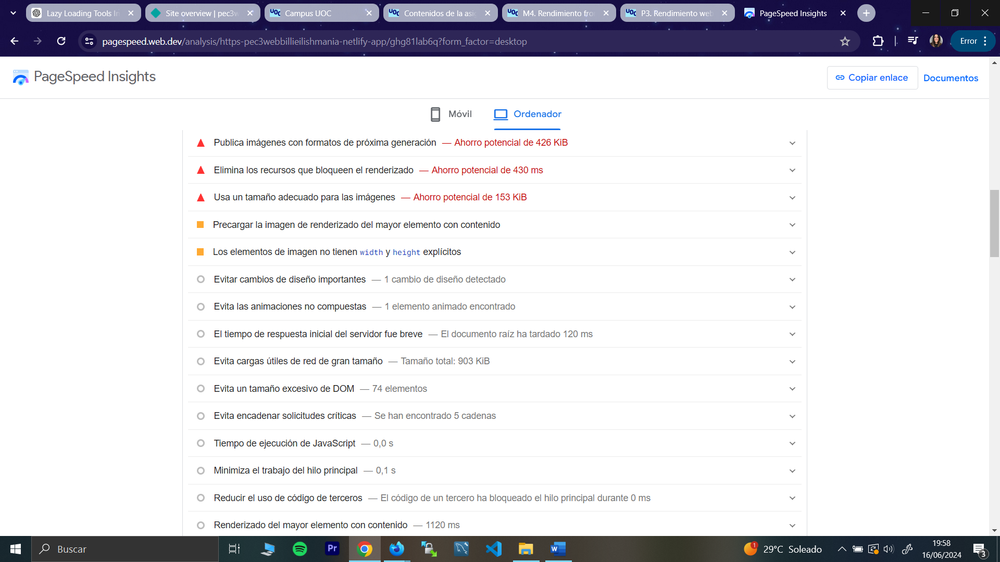 Lazy Loading Tools In
Site overview | pec3w
Campus UOC
Contenidos de la asig
M4. Rendimiento fro
P3. Rendimiento web
PageSpeed Insights
pagespeed.web.dev/analysis/https-pec3webbillieilishmania-netlify-app/ghg81lab6q?form_factor=desktop
Error
PageSpeed Insights
Copiar enlace
Documentos
Móvil
Ordenador
Publica imágenes con formatos de próxima generación — Ahorro potencial de 426 KiB
Elimina los recursos que bloqueen el renderizado — Ahorro potencial de 430 ms
Usa un tamaño adecuado para las imágenes — Ahorro potencial de 153 KiB
Precargar la imagen de renderizado del mayor elemento con contenido
Los elementos de imagen no tienen width y height explícitos
Evitar cambios de diseño importantes — 1 cambio de diseño detectado
Evita las animaciones no compuestas — 1 elemento animado encontrado
El tiempo de respuesta inicial del servidor fue breve — El documento raíz ha tardado 120 ms
Evita cargas útiles de red de gran tamaño — Tamaño total: 903 KiB
Evita un tamaño excesivo de DOM — 74 elementos
Evita encadenar solicitudes críticas — Se han encontrado 5 cadenas
Tiempo de ejecución de JavaScript — 0,0 s
Minimiza el trabajo del hilo principal — 0,1 s
Reducir el uso de código de terceros — El código de un tercero ha bloqueado el hilo principal durante 0 ms
Renderizado del mayor elemento con contenido — 1120 ms
Buscar
Pr
W
1
29°C Soleado
19:58
16/06/2024
3